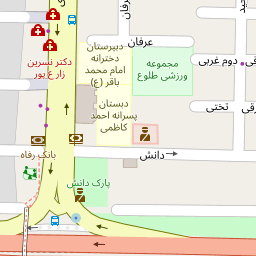 عرفان
عرفان
دبیرستان
دخترانه
امام محمد
باقر (ع)
مجموعه
ورزشی طلوع
دوم غربی
دکتر نسرین
زارع پور
دبستان
پسرانه احمد
کاظمی
تختی
بانک رفاه
دانش
پارک دانش